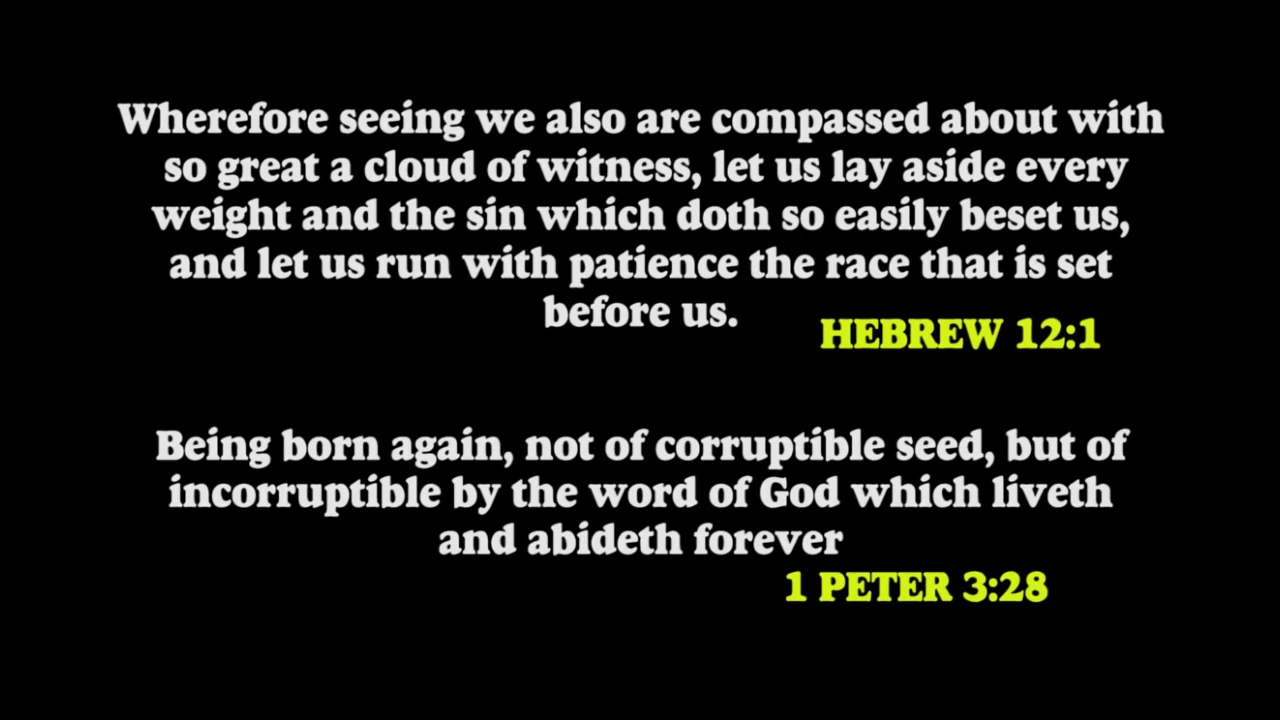 Wherefore seeing we also are compassed about with
so great a cloud of witness, let us lay aside every
weight and the sin which doth so easily beset us,
and let us run with patience the race that is set
before us.
HEBREW 12:1
Being born again, not of corruptible seed, but of
incorruptible by the word of God which liveth
and abideth forever
1 PETER 3:28